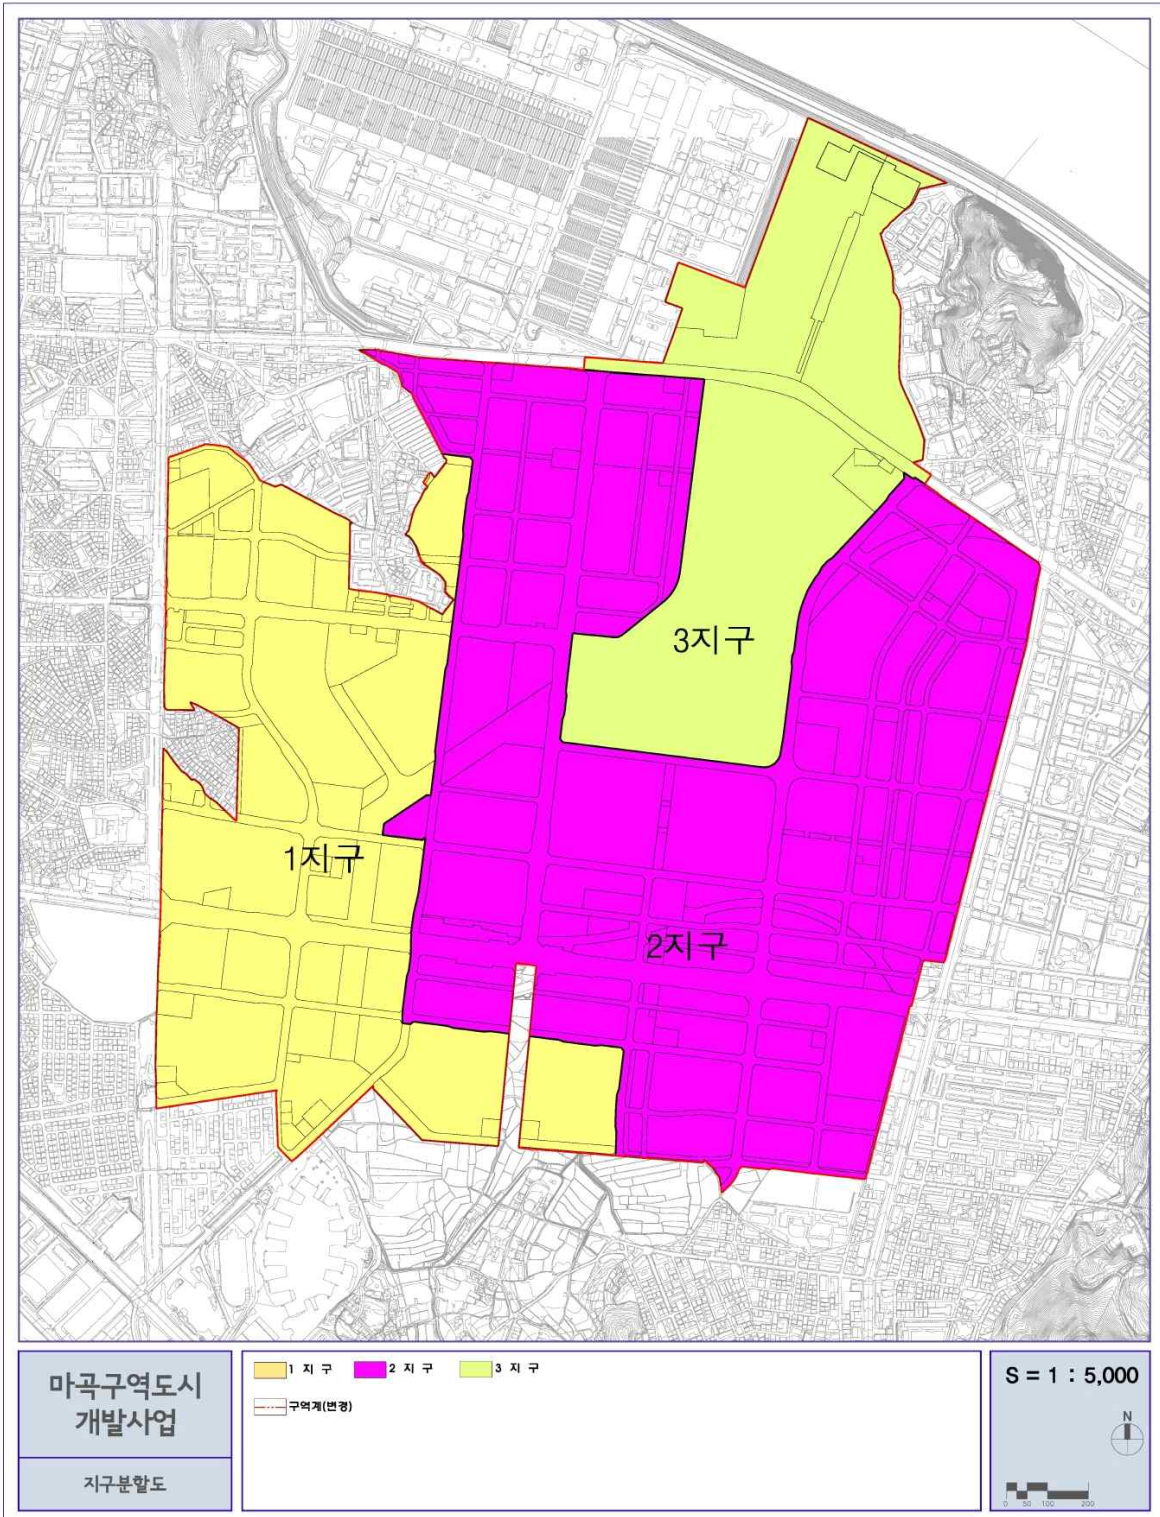 3지구
1지구
2지구
마곡구역도시
개발사업
지구분할도
1 지 구
2 지 구
3 지 구
구역계(변경)
S = 1 : 5,000
N
0 50 100 200